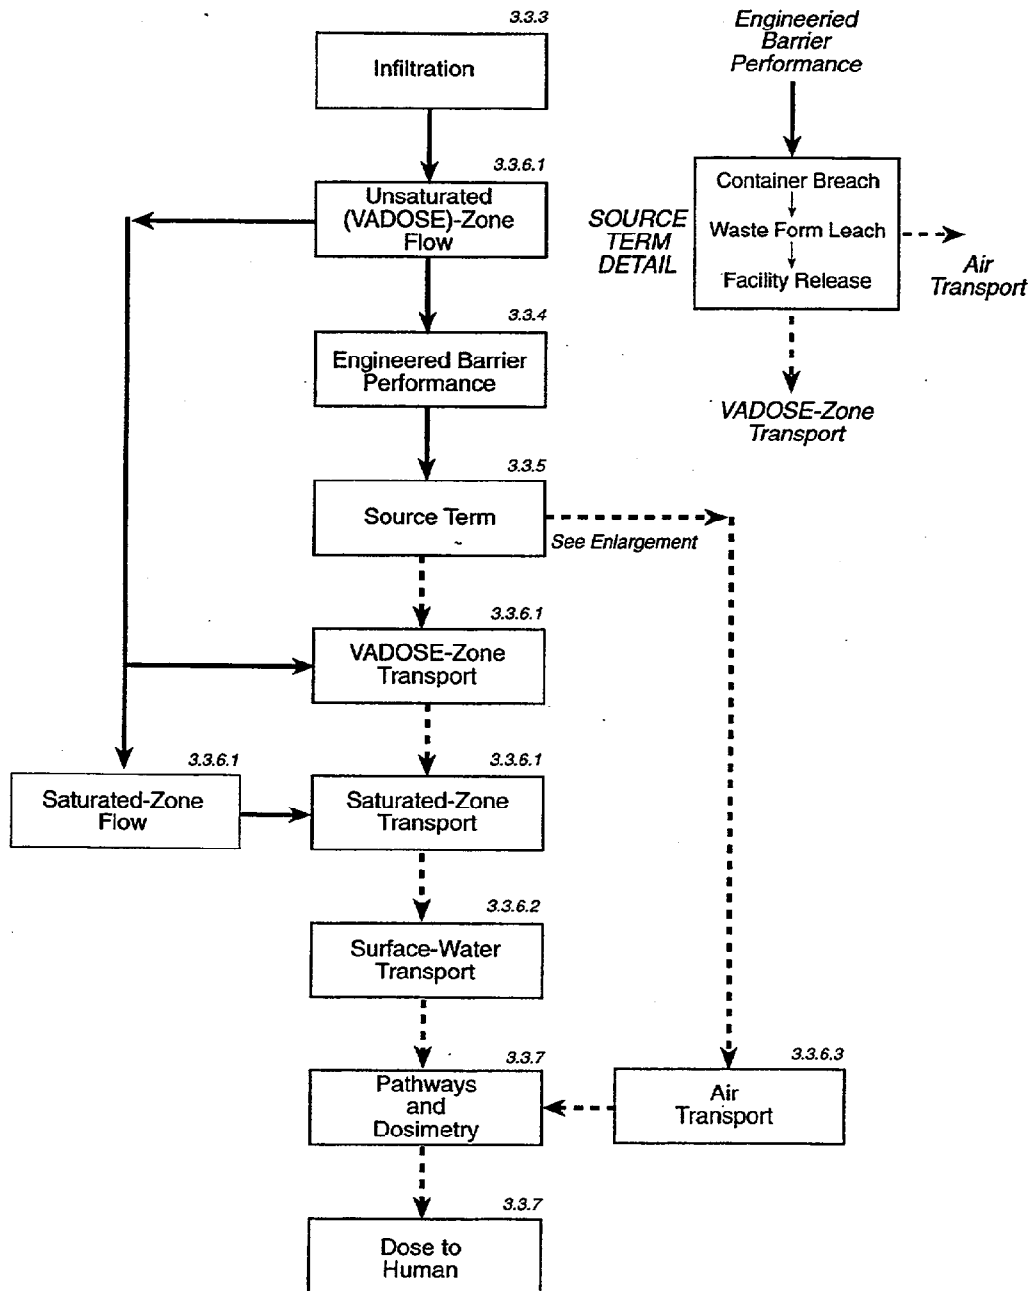 3.3.3
Infiltration
3.3.6.1
Unsaturated
(VADOSE)-Zone
Flow
3.3.4
Engineered Barrier
Performance
3.3.5
Source Term
See Enlargement
3.3.6.1
VADOSE-Zone
Transport
3.3.6.1
Saturated-Zone
Flow
3.3.6.1
Saturated-Zone
Transport
3.3.6.2
Surface-Water
Transport
3.3.7
Pathways
and
Dosimetry
3.3.6.3
Air
Transport
3.3.7
Dose to
Human
Engineeried
Barrier
Performance
SOURCE
TERM
DETAIL
Container Breach
Waste Form Leach
Facility Release
Air
Transport
VADOSE-Zone
Transport